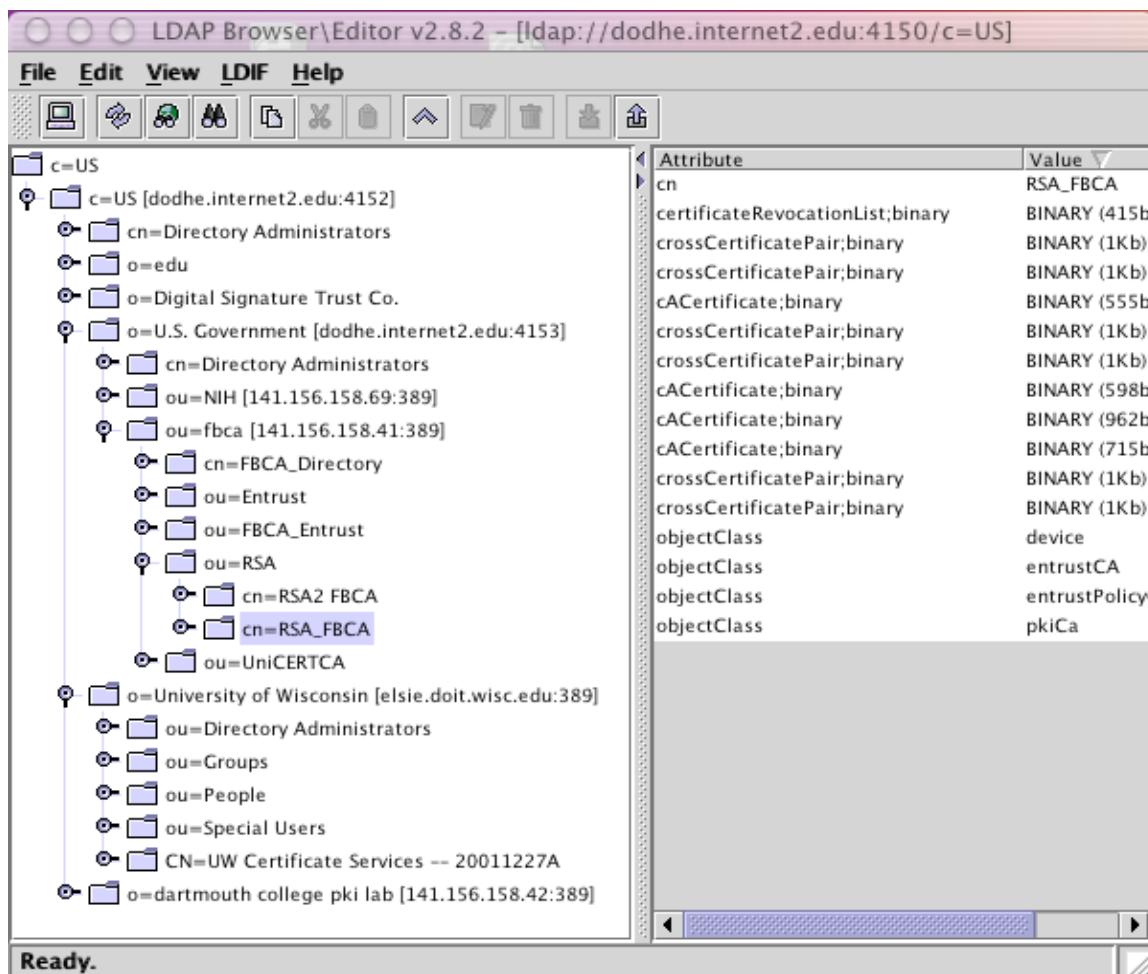 LDAP Browser\Editor v2.8.2 – [ldap://dodhe.internet2.edu:4150/c=US]
File Edit View LDIF Help
c=US
c=US [dodhe.internet2.edu:4152]
cn=Directory Administrators
o=edu
o=Digital Signature Trust Co.
o=U.S. Government [dodhe.internet2.edu:4153]
cn=Directory Administrators
ou=NIH [141.156.158.69:389]
ou=fbca [141.156.158.41:389]
cn=FBCA_Directory
ou=Entrust
ou=FBCA_Entrust
ou=RSA
cn=RSA2 FBCA
cn=RSA_FBCA
ou=UniCERTCA
o=University of Wisconsin [elsie.doit.wisc.edu:389]
ou=Directory Administrators
ou=Groups
ou=People
ou=Special Users
CN=UW Certificate Services -- 20011227A
o=dartmouth college pki lab [141.156.158.42:389]
Attribute Value
cn RSA_FBCA
certificateRevocationList;binary BINARY (415b
crossCertificatePair;binary BINARY (1Kb)
crossCertificatePair;binary BINARY (1Kb)
cACertificate;binary BINARY (555b
crossCertificatePair;binary BINARY (1Kb)
crossCertificatePair;binary BINARY (1Kb)
cACertificate;binary BINARY (598b
cACertificate;binary BINARY (962b
cACertificate;binary BINARY (715b
crossCertificatePair;binary BINARY (1Kb)
crossCertificatePair;binary BINARY (1Kb)
objectClass device
objectClass entrustCA
objectClass entrustPolicy
objectClass pkiCa
Ready.